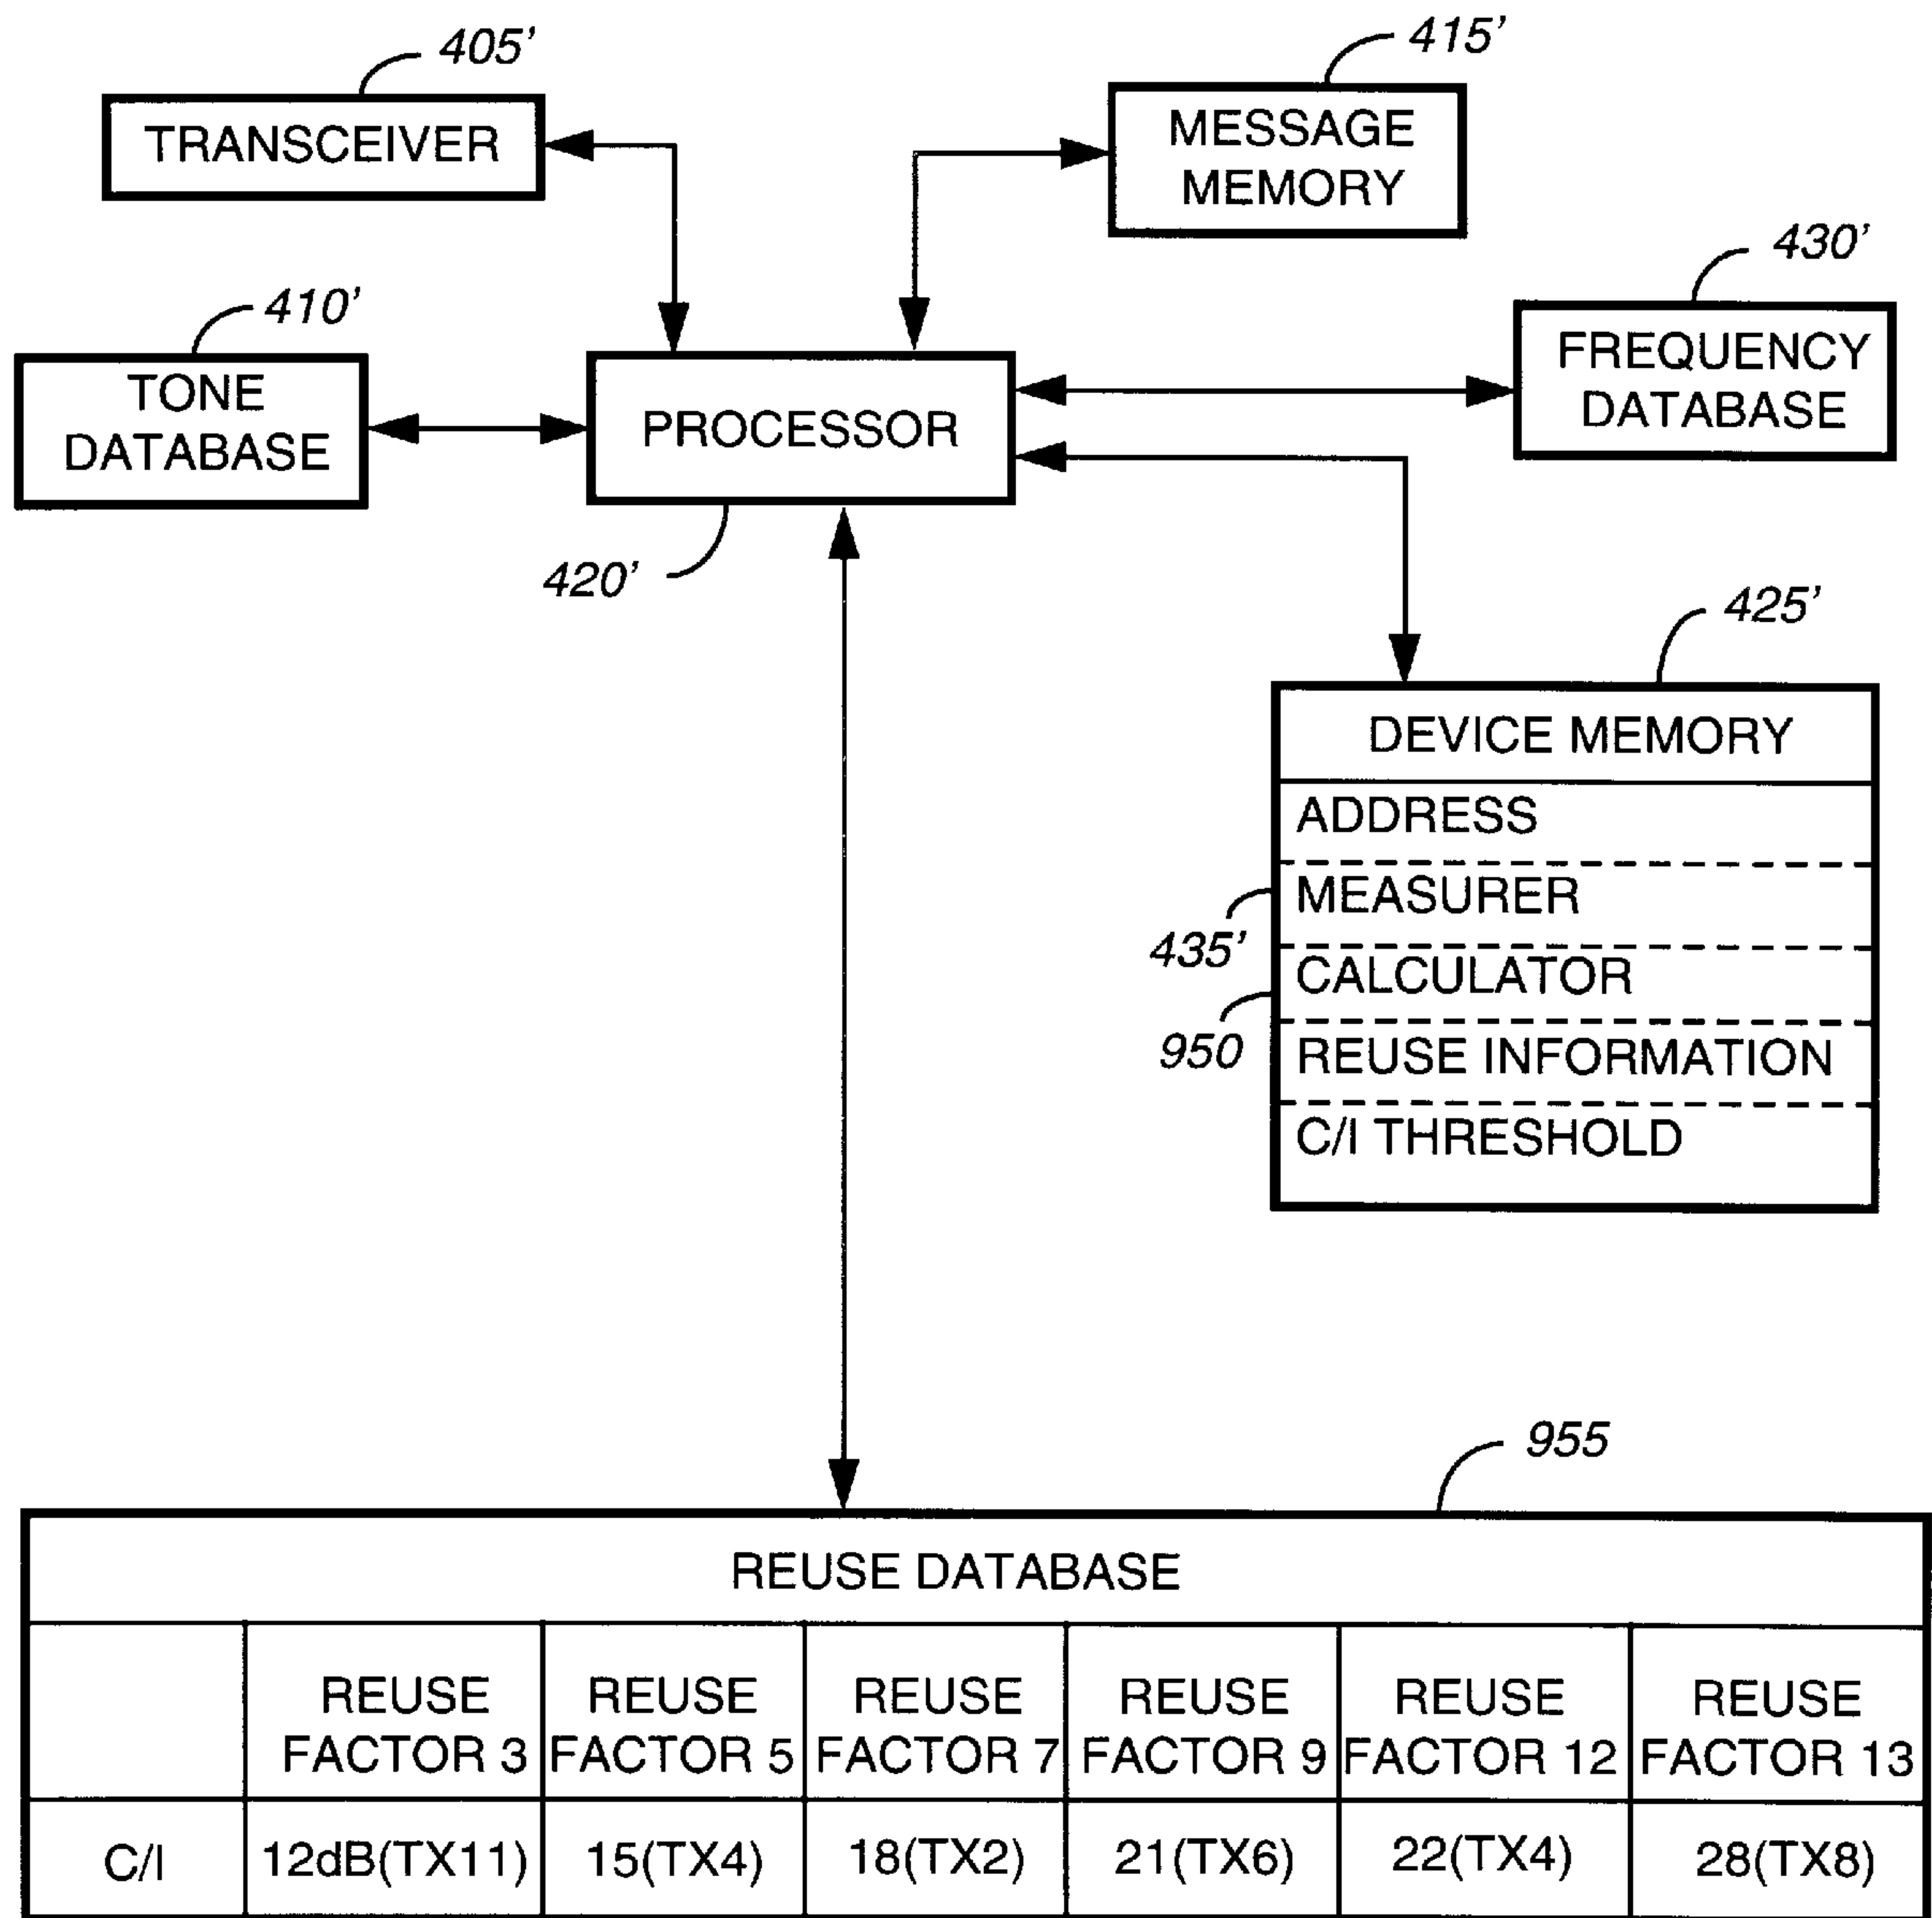 405'
TRANSCEIVER
415'
MESSAGE
MEMORY
410'
TONE
DATABASE
PROCESSOR
420'
430'
FREQUENCY
DATABASE
425'
DEVICE MEMORY
ADDRESS
MEASURER
435'
CALCULATOR
950
REUSE INFORMATION
C/I THRESHOLD
955
REUSE DATABASE
REUSE FACTOR 3
REUSE FACTOR 5
REUSE FACTOR 7
REUSE FACTOR 9
REUSE FACTOR 12
REUSE FACTOR 13
C/I 12dB(TX11) 15(TX4) 18(TX2) 21(TX6) 22(TX4) 28(TX8)